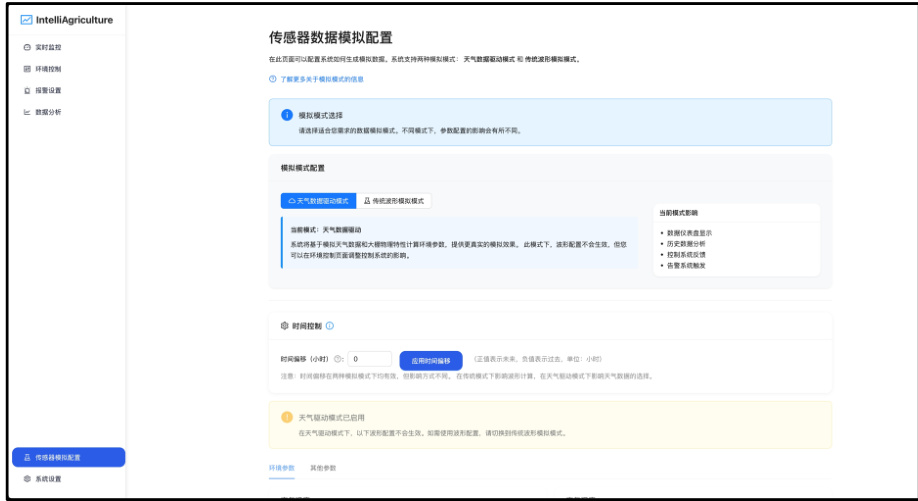 IntelliAgriculture
实时监控
环境控制
报警设置
数据分析
传感器模拟配置
系统设置
传感器数据模拟配置
在此页面可以配置系统如何生成模拟数据。系统支持两种模拟模式： 天气数据驱动模式 和 传统波形模拟模式。
了解更多关于模拟模式的信息
模拟模式选择
请选择适合您需求的数据模拟模式。不同模式下，参数配置的影响会有所不同。
模拟模式配置
天气数据驱动模式 传统波形模拟模式
当前模式：天气数据驱动
系统将基于模拟天气数据和大棚物理特性计算环境参数，提供更真实的模拟效果。此模式下，波形配置不会生效，但您
可以在环境控制页面调整控制系统的影响。
当前模式影响
• 数据仪表盘显示
• 历史数据分析
• 控制系统反馈
• 告警系统触发
时间控制
时间偏移（小时） : 0 应用时间偏移 （正值表示未来，负值表示过去，单位：小时）
注意：时间偏移在两种模拟模式下均有效，但影响方式不同。在传统模式下影响波形计算，在天气驱动模式下影响天气数据的选择。
天气驱动模式已启用
在天气驱动模式下，以下波形配置不会生效。如需使用波形配置，请切换到传统波形模拟模式。
环境参数 其他参数